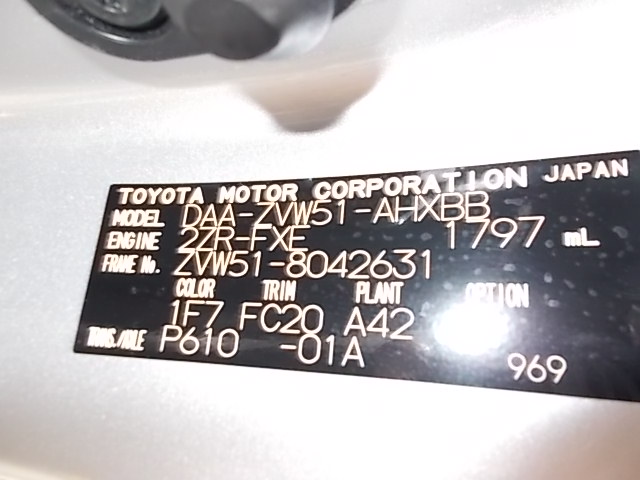 TOYOTA MOTOR CORPORATION JAPAN
MODEL DAA-ZVW51-AHXBB
ENGINE 2ZR-FXE 1797 mL
FRAME No. ZVW51-8042631
COLOR TRIM PLANT OPTION
1F7 FC20 A42
TRANS./AXLE P610 -01A 969